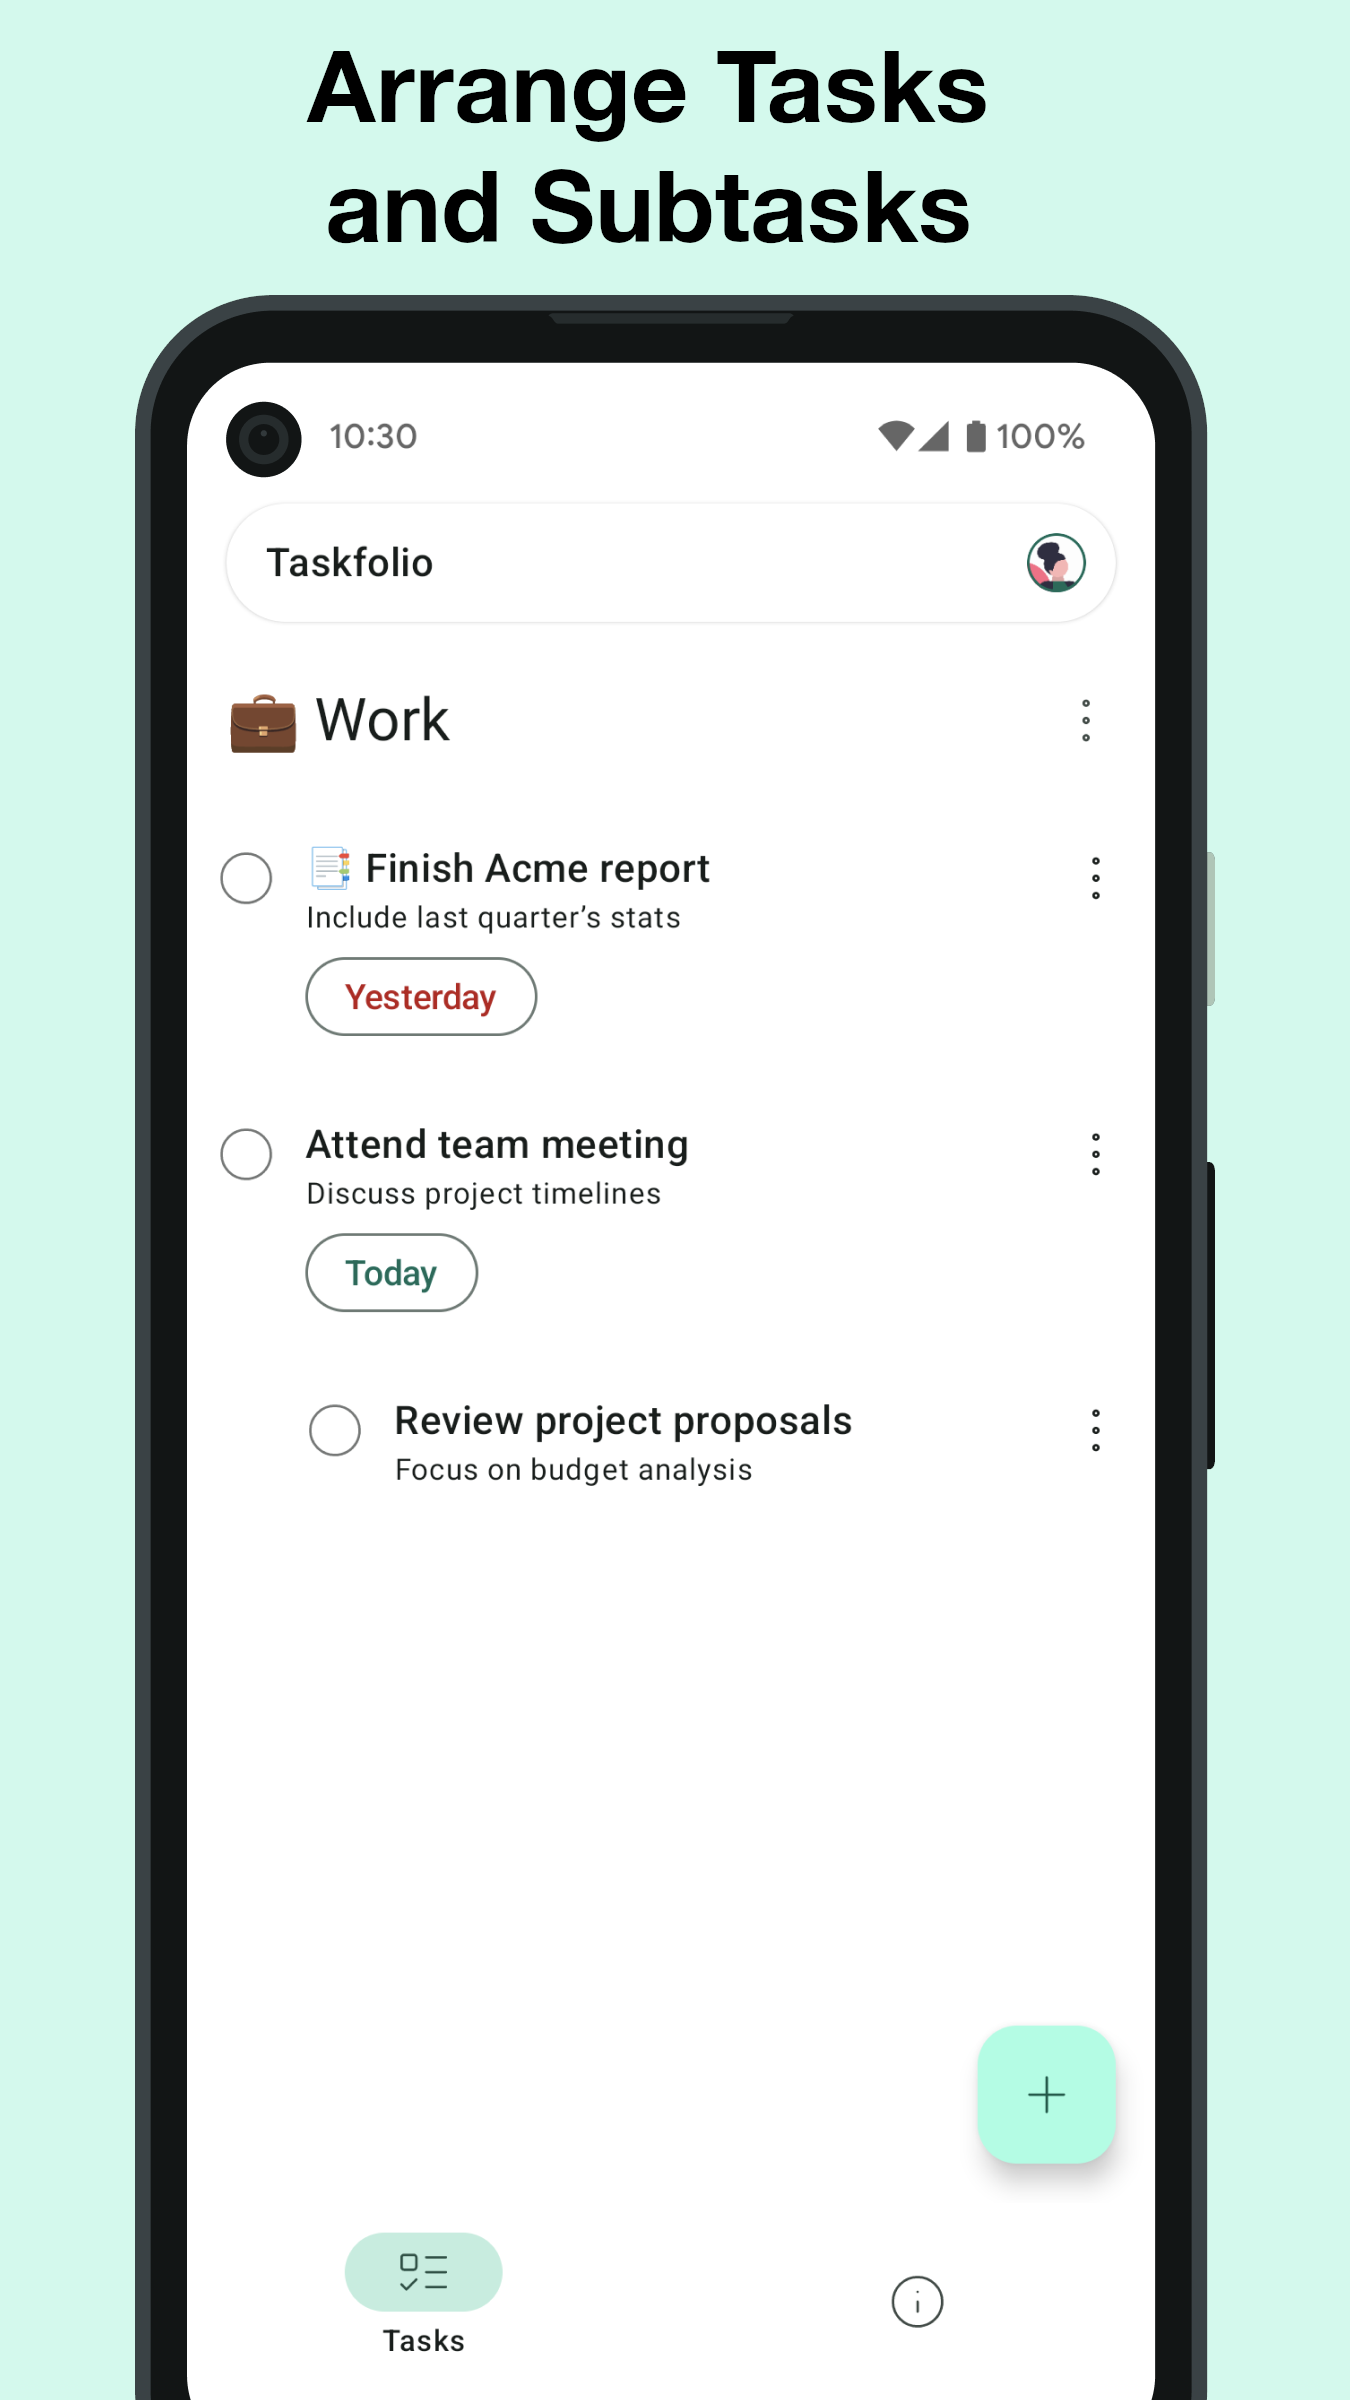 Arrange Tasks
and Subtasks
10:30 100%
Taskfolio
💼 Work
📑 Finish Acme report
Include last quarter’s stats
Yesterday
Attend team meeting
Discuss project timelines
Today
Review project proposals
Focus on budget analysis
Tasks